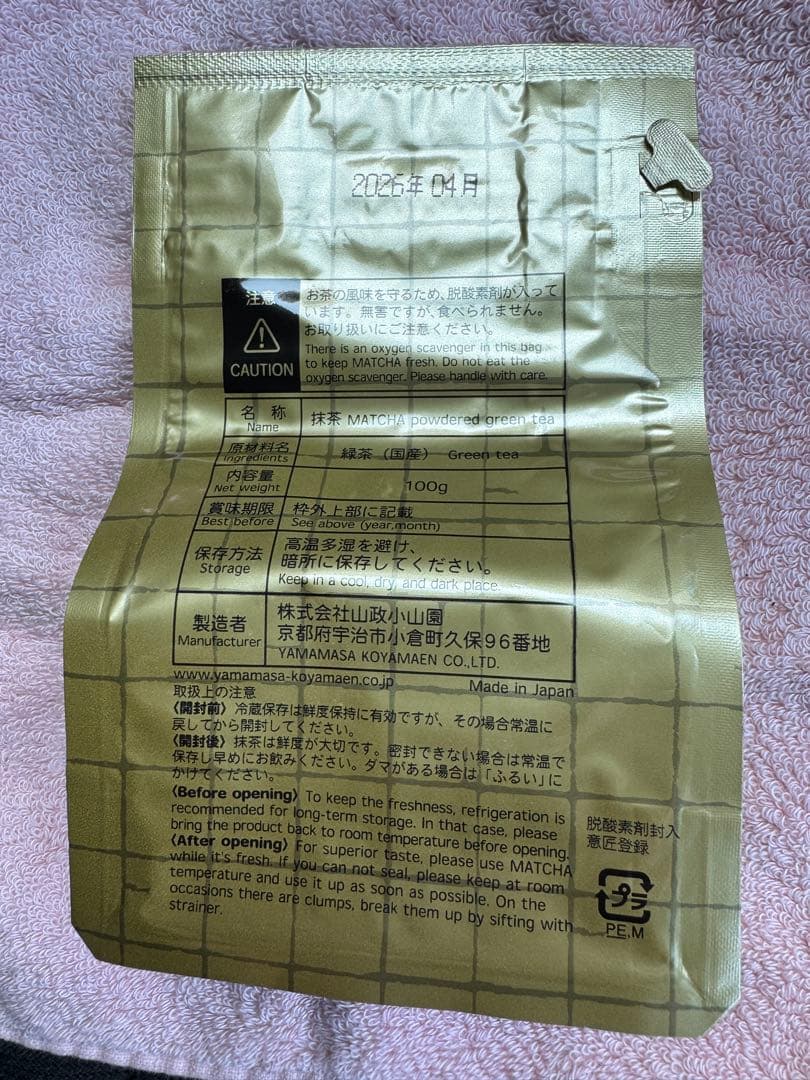 2026年04月
注意
CAUTION
お茶の風味を守るため、脱酸素剤が入って
います。無害ですが、食べられません。
お取り扱いにご注意ください。
There is an oxygen scavenger in this bag
to keep MATCHA fresh. Do not eat the
oxygen scavenger. Please handle with care.
名 称 抹茶 MATCHA powdered green tea
Name
原材料名 緑茶（国産） Green tea
Ingredients
内容量 100g
Net weight
賞味期限 枠外上部に記載
Best before See above (year,month)
保存方法 高温多湿を避け、
暗所に保存してください。
Storage Keep in a cool, dry, and dark place.
製造者 株式会社山政小山園
京都府宇治市小倉町久保96番地
Manufacturer YAMAMASA KOYAMAEN CO.,LTD.
www.yamamasa-koyamaen.co.jp Made in Japan
取扱上の注意
〈開封前〉冷蔵保存は鮮度保持に有効ですが、その場合常温に
戻してから開封してください。
〈開封後〉抹茶は鮮度が大切です。密封できない場合は常温で
保存し早めにお飲みください。ダマがある場合は「ふるい」に
かけてください。
〈Before opening〉To keep the freshness, refrigeration is
recommended for long-term storage. In that case, please
bring the product back to room temperature before opening.
〈After opening〉For superior taste, please use MATCHA
while it's fresh. If you can not seal, please keep at room
temperature and use it up as soon as possible. On the
occasions there are clumps, break them up by sifting with
strainer.
脱酸素剤封入
意匠登録
プラ
PE,M